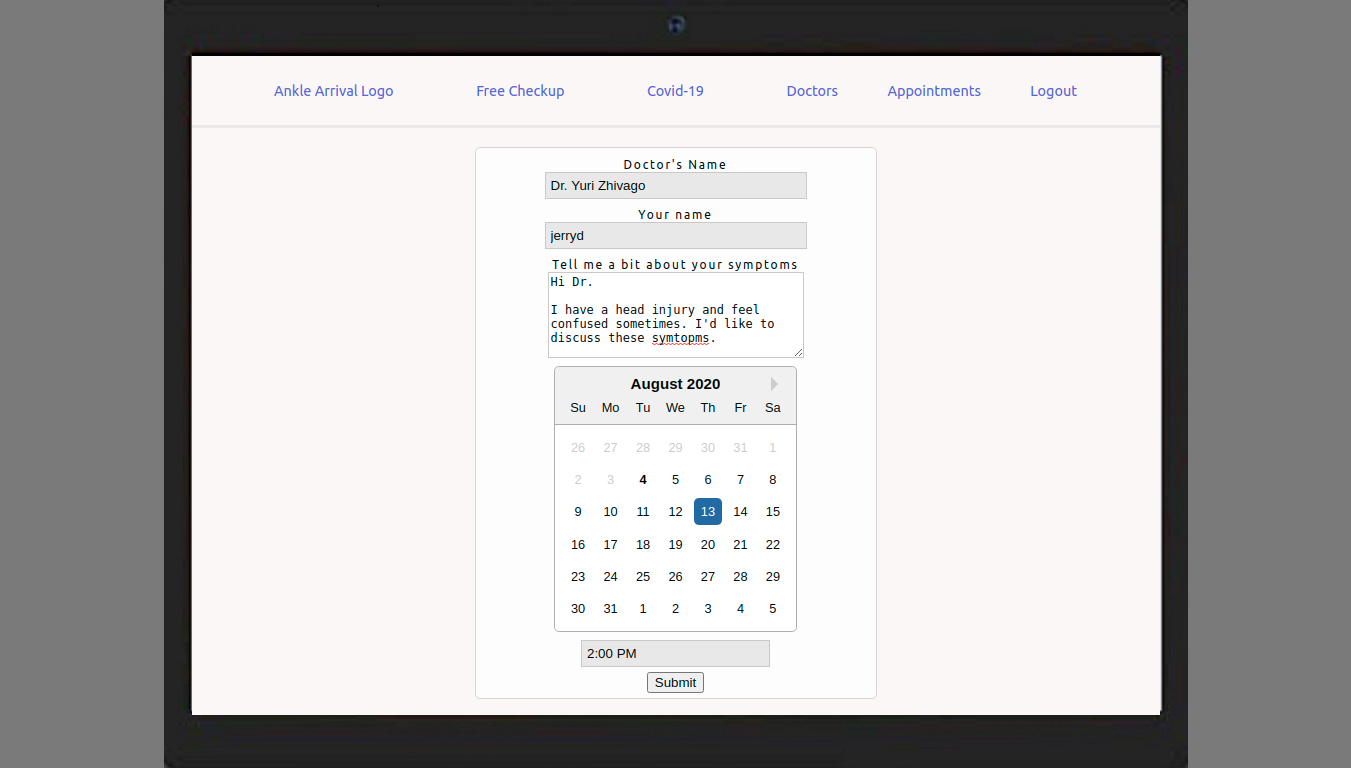 Ankle Arrival Logo Free Checkup Covid-19 Doctors Appointments Logout
Doctor's Name
Dr. Yuri Zhivago
Your name
jerryd
Tell me a bit about your symptoms
Hi Dr.
I have a head injury and feel
confused sometimes. I'd like to
discuss these symtopms.
August 2020
Su Mo Tu We Th Fr Sa
26 27 28 29 30 31 1
2 3 4 5 6 7 8
9 10 11 12 13 14 15
16 17 18 19 20 21 22
23 24 25 26 27 28 29
30 31 1 2 3 4 5
2:00 PM
Submit